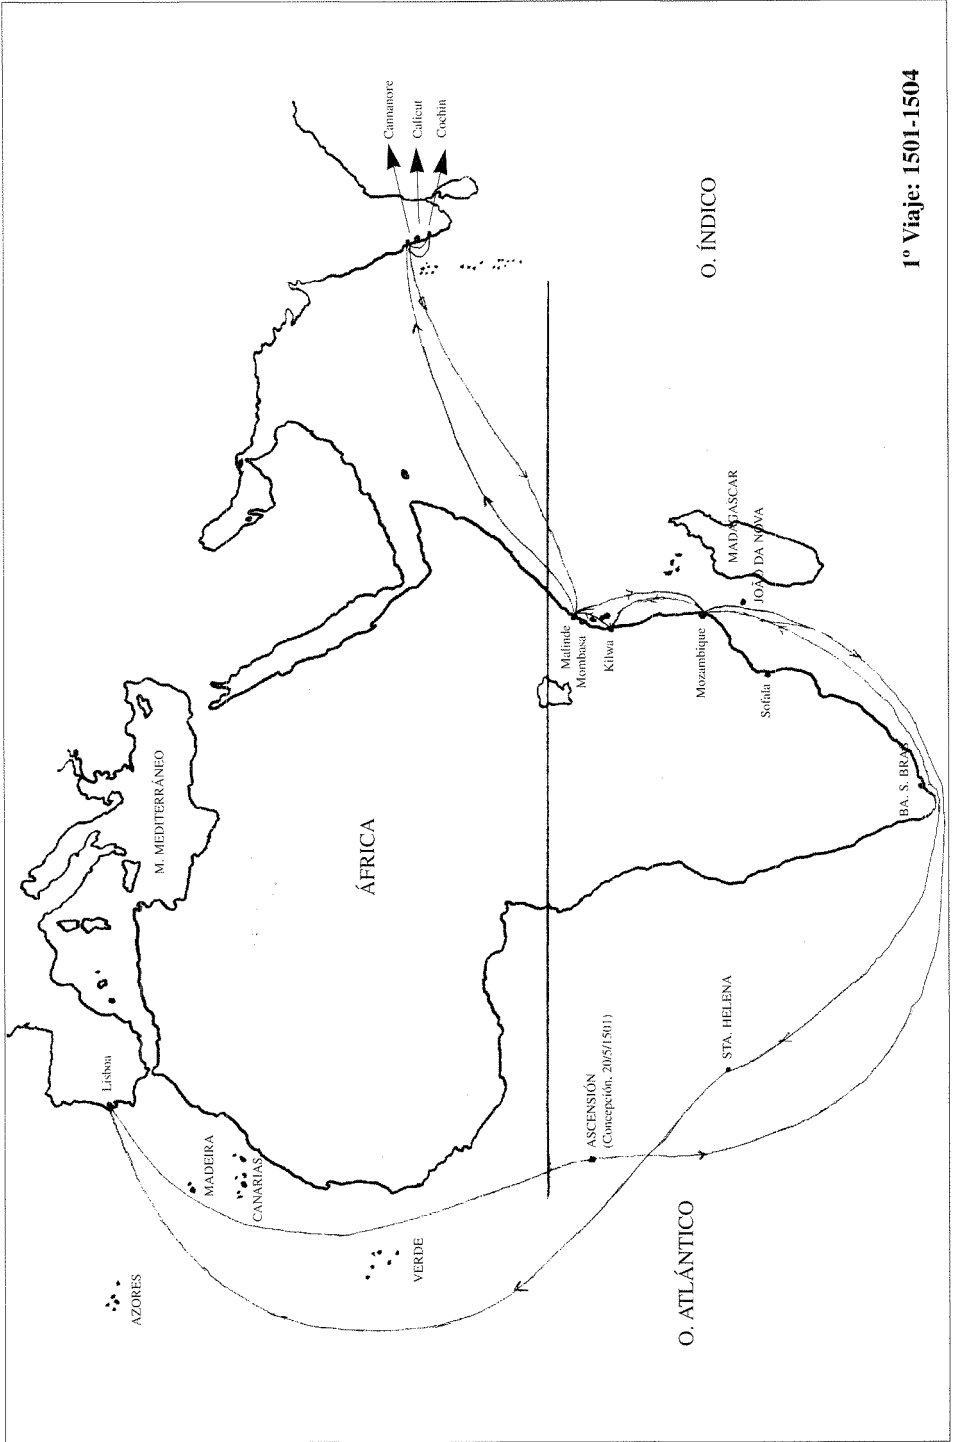 AZORES
Lisboa
MADEIRA
CANARIAS
VERDE
M. MEDITERRÁNEO
ÁFRICA
Cannanore
Calicut
Cochin
O. ATLÁNTICO
ASCENSIÓN
(Concepción, 20/5/1501)
STA. HELENA
Malinde
Mombasa
Kilwa
Mozambique
Sofala
BA. S. BRAS
MADAGASCAR
JOÃO DA NOVA
O. ÍNDICO
1º Viaje: 1501-1504